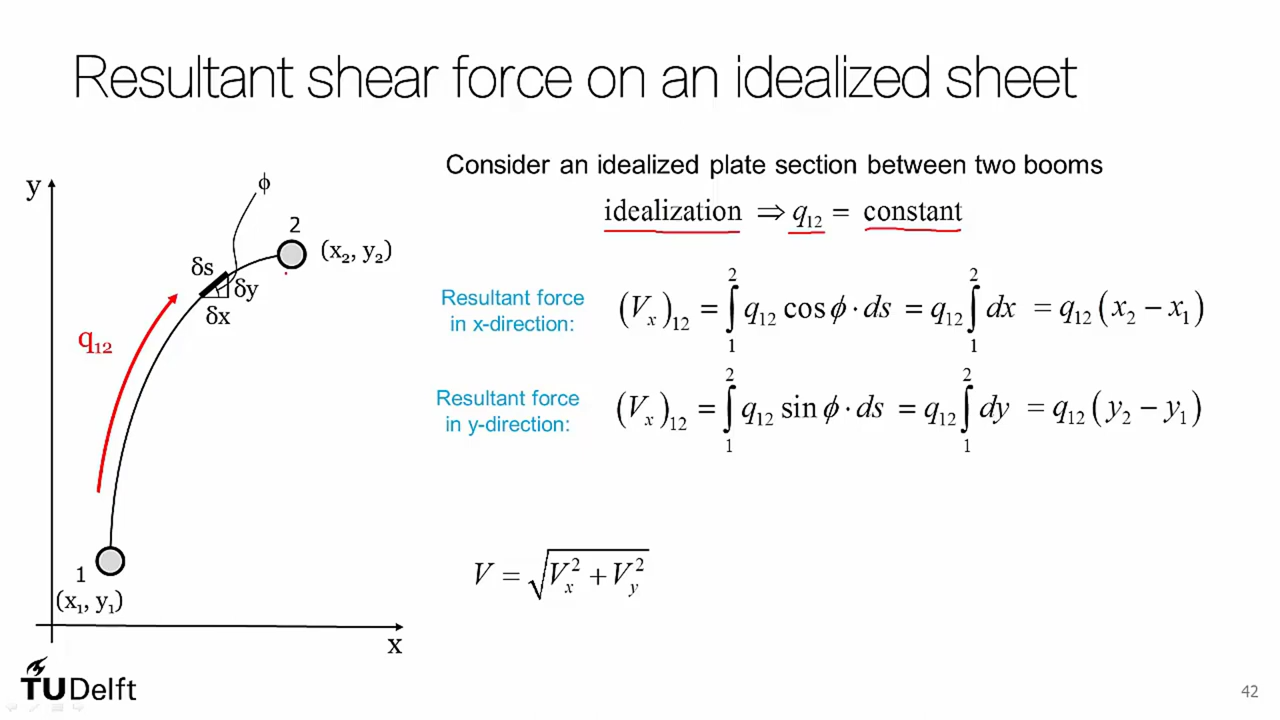 Resultant shear force on an idealized sheet
Consider an idealized plate section between two booms
idealization ⇒ q₁₂ = constant
y
ϕ
2
(x₂, y₂)
δs
δy
δx
q₁₂
1
(x₁, y₁)
x
Resultant force
in x-direction:
(Vₓ)₁₂ = ∫₁² q₁₂ cos ϕ · ds = q₁₂ ∫₁² dx = q₁₂ (x₂ − x₁)
Resultant force
in y-direction:
(Vₓ)₁₂ = ∫₁² q₁₂ sin ϕ · ds = q₁₂ ∫₁² dy = q₁₂ (y₂ − y₁)
V = √(Vₓ² + V_y²)
TUDelft
42